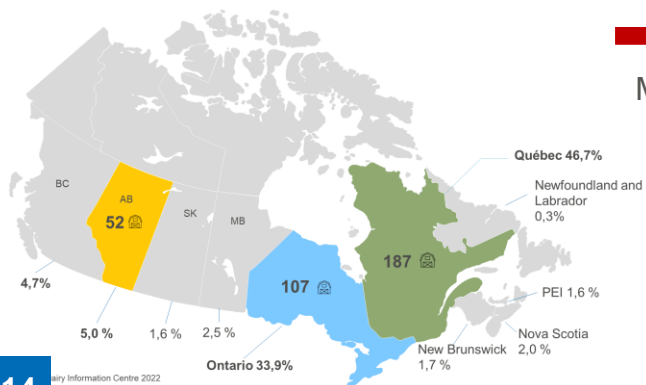 M
Québec 46,7%
Newfoundland and
Labrador
0,3%
BC
AB
52
SK
MB
187
107
4,7%
5,0 %
1,6 %
2,5 %
Ontario 33,9%
PEI 1,6 %
Nova Scotia
2,0 %
New Brunswick
1,7 %
14
airy Information Centre 2022